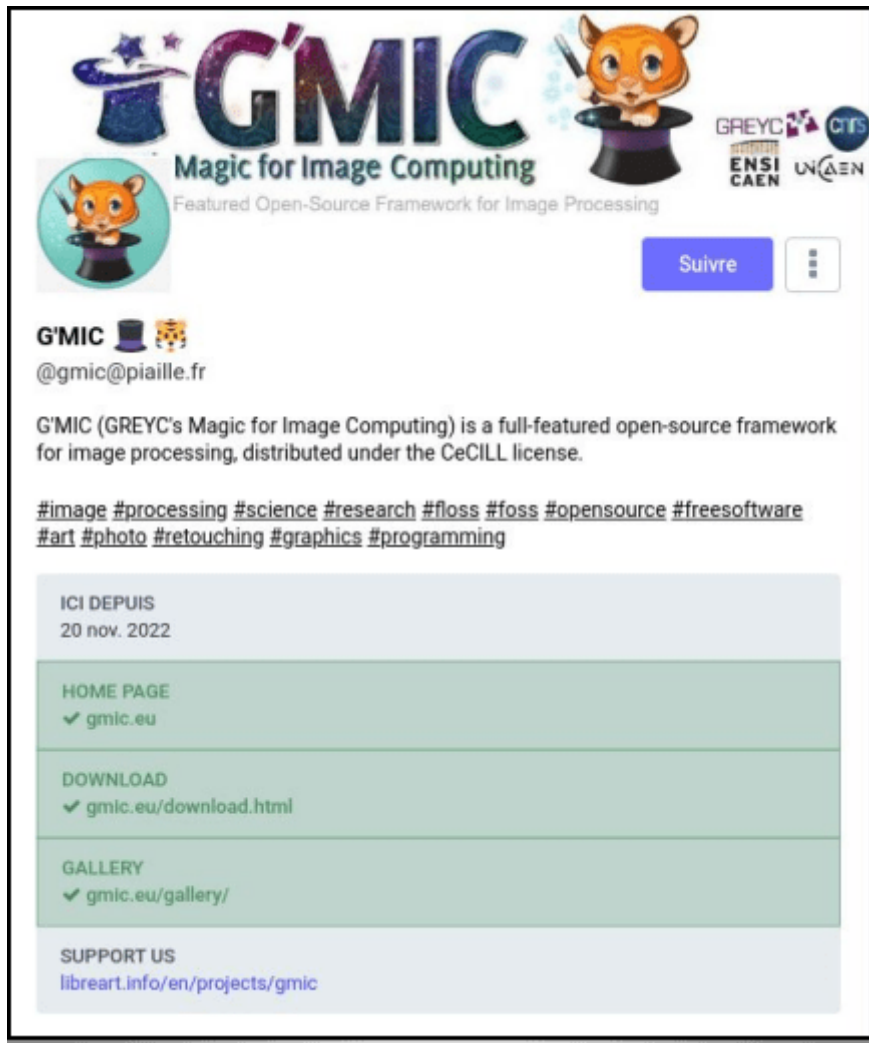 G'MIC
Magic for Image Computing
Featured Open-Source Framework for Image Processing
GREYC cnrs
ENSI
CAEN UNICAEN
Suivre
G'MIC 🎩 🐯
@gmic@piaille.fr
G'MIC (GREYC's Magic for Image Computing) is a full-featured open-source framework
for image processing, distributed under the CeCILL license.
#image #processing #science #research #floss #foss #opensource #freesoftware
#art #photo #retouching #graphics #programming
ICI DEPUIS
20 nov. 2022
HOME PAGE
✔ gmic.eu
DOWNLOAD
✔ gmic.eu/download.html
GALLERY
✔ gmic.eu/gallery/
SUPPORT US
libreart.info/en/projects/gmic